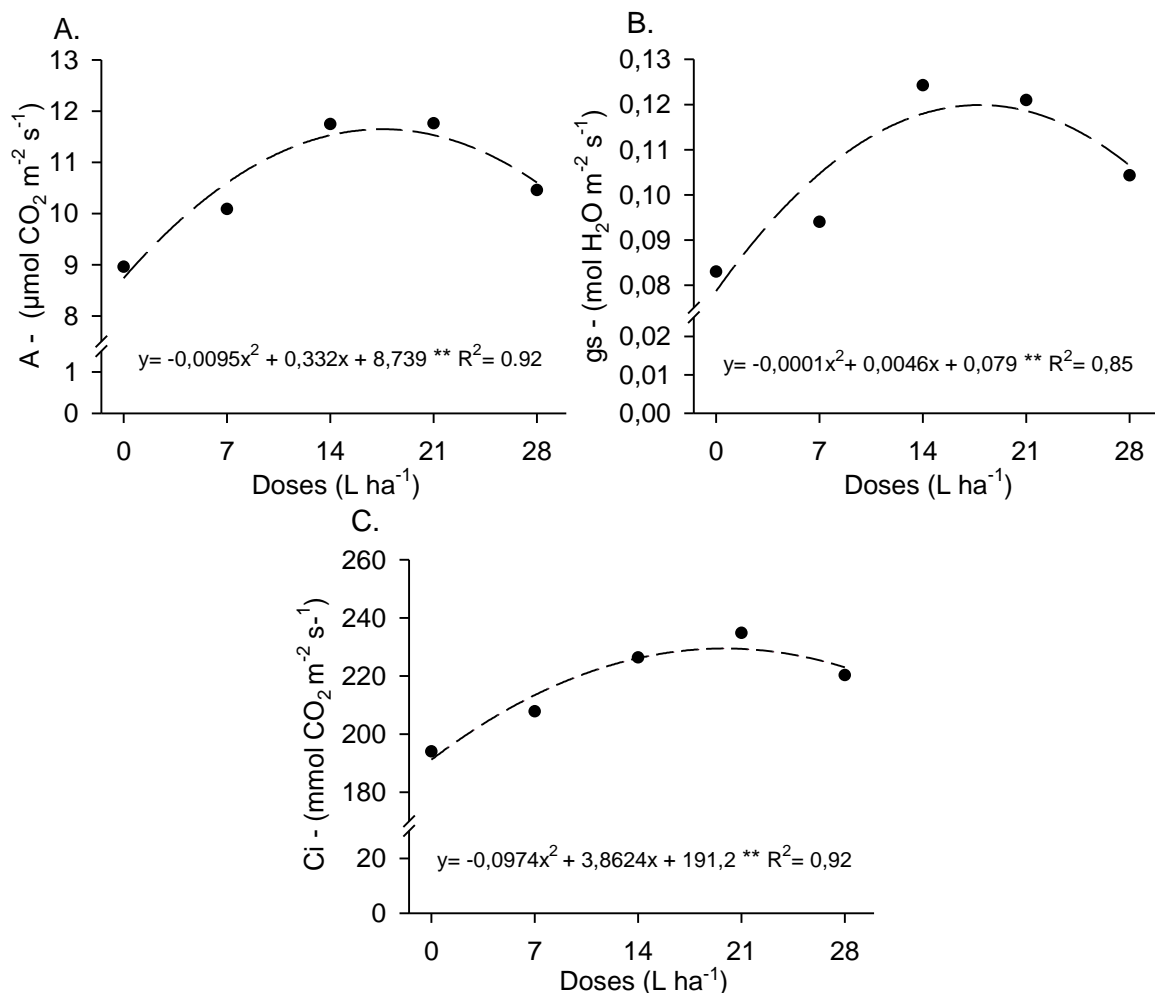 A.
A - (µmol CO₂ m⁻² s⁻¹)
13
12
11
10
9
8
1
0
y= -0,0095x² + 0,332x + 8,739 ** R²= 0.92
0 7 14 21 28
Doses (L ha⁻¹)
B.
gs - (mol H₂O m⁻² s⁻¹)
0,13
0,12
0,11
0,10
0,09
0,08
0,02
0,01
0,00
y= -0,0001x²+ 0,0046x + 0,079 ** R²= 0,85
0 7 14 21 28
Doses (L ha⁻¹)
C.
Ci - (mmol CO₂ m⁻² s-¹)
260
240
220
200
180
20
0
y= -0,0974x² + 3,8624x + 191,2 ** R²= 0,92
0 7 14 21 28
Doses (L ha⁻¹)